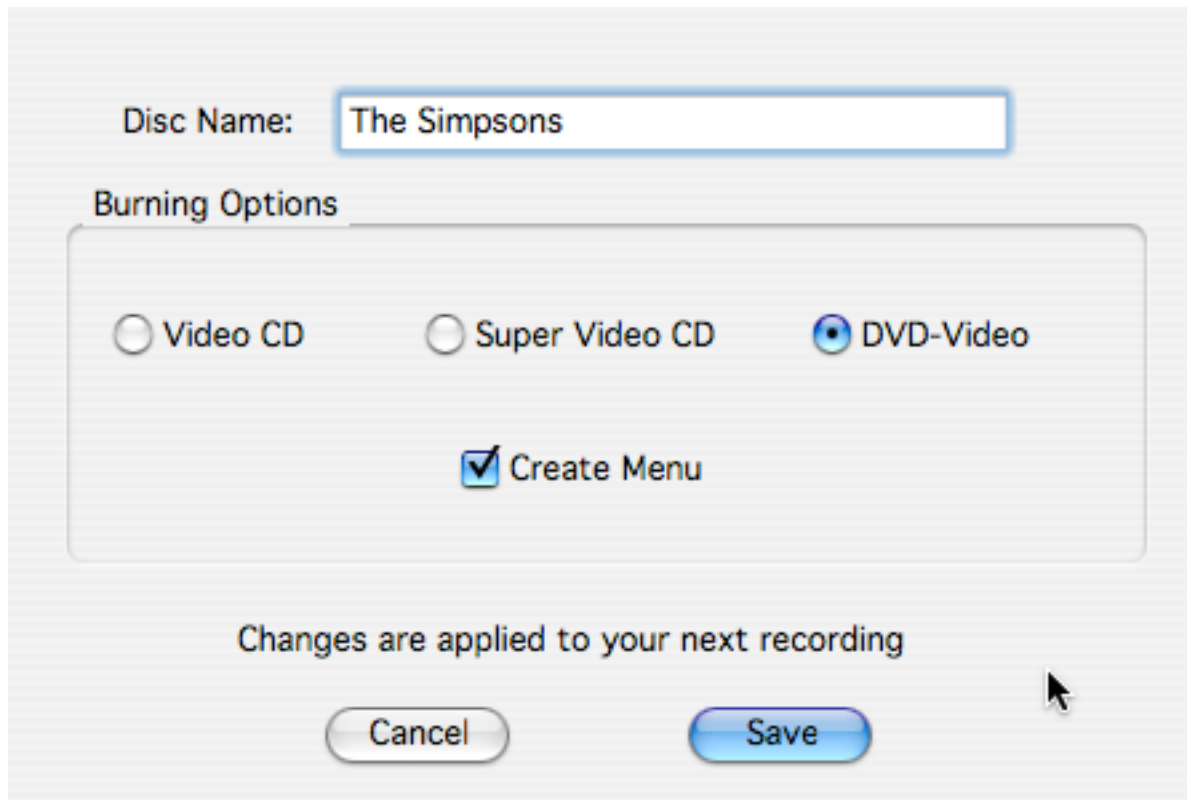 Disc Name: The Simpsons
Burning Options
Video CD Super Video CD DVD-Video
Create Menu
Changes are applied to your next recording
Cancel Save